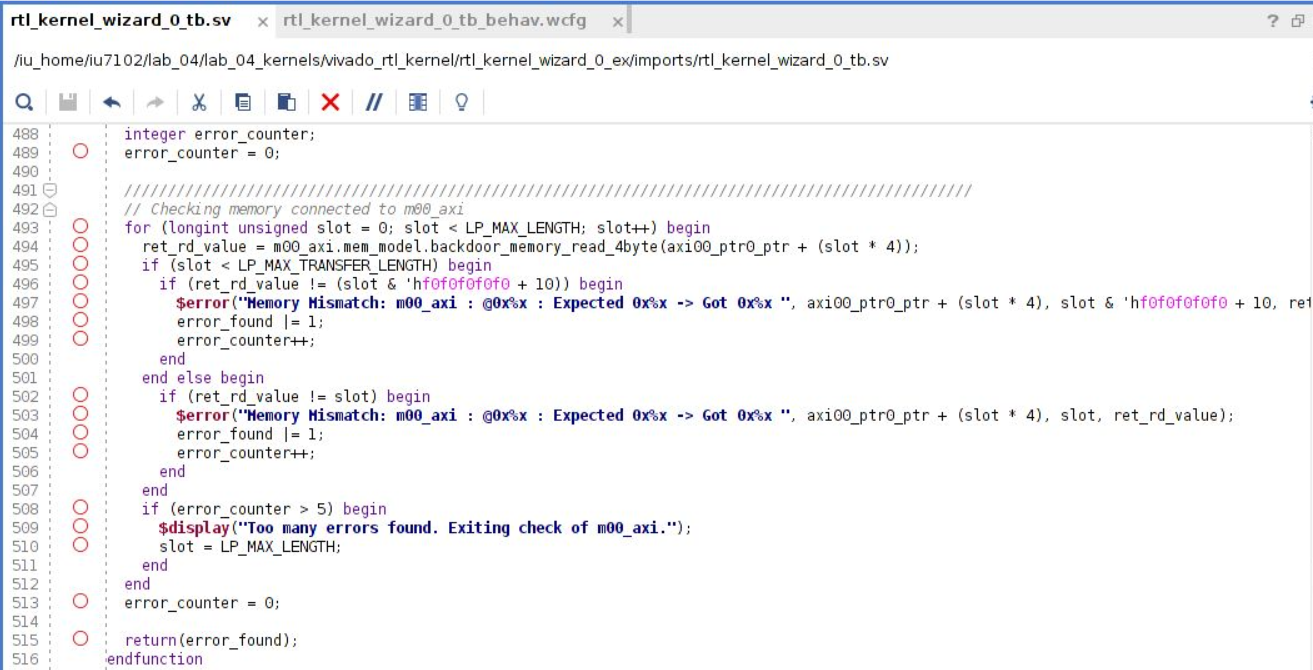 rtl_kernel_wizard_0_tb.sv × rtl_kernel_wizard_0_tb_behav.wcfg × ?
/iu_home/iu7102/lab_04/lab_04_kernels/vivado_rtl_kernel/rtl_kernel_wizard_0_ex/imports/rtl_kernel_wizard_0_tb.sv
488 integer error_counter;
489 error_counter = 0;
490
491 /////////////////////////////////////////////////////////////////////////////////////////////////
492 // Checking memory connected to m00_axi
493 for (longint unsigned slot = 0; slot < LP_MAX_LENGTH; slot++) begin
494 ret_rd_value = m00_axi.mem_model.backdoor_memory_read_4byte(axi00_ptr0_ptr + (slot * 4));
495 if (slot < LP_MAX_TRANSFER_LENGTH) begin
496 if (ret_rd_value != (slot & 'hf0f0f0f0f0 + 10)) begin
497 $error("Memory Mismatch: m00_axi : @0x%x : Expected 0x%x -> Got 0x%x ", axi00_ptr0_ptr + (slot * 4), slot & 'hf0f0f0f0f0 + 10, ret
498 error_found |= 1;
499 error_counter++;
500 end
501 end else begin
502 if (ret_rd_value != slot) begin
503 $error("Memory Mismatch: m00_axi : @0x%x : Expected 0x%x -> Got 0x%x ", axi00_ptr0_ptr + (slot * 4), slot, ret_rd_value);
504 error_found |= 1;
505 error_counter++;
506 end
507 end
508 if (error_counter > 5) begin
509 $display("Too many errors found. Exiting check of m00_axi.");
510 slot = LP_MAX_LENGTH;
511 end
512 end
513 error_counter = 0;
514
515 return(error_found);
516 endfunction